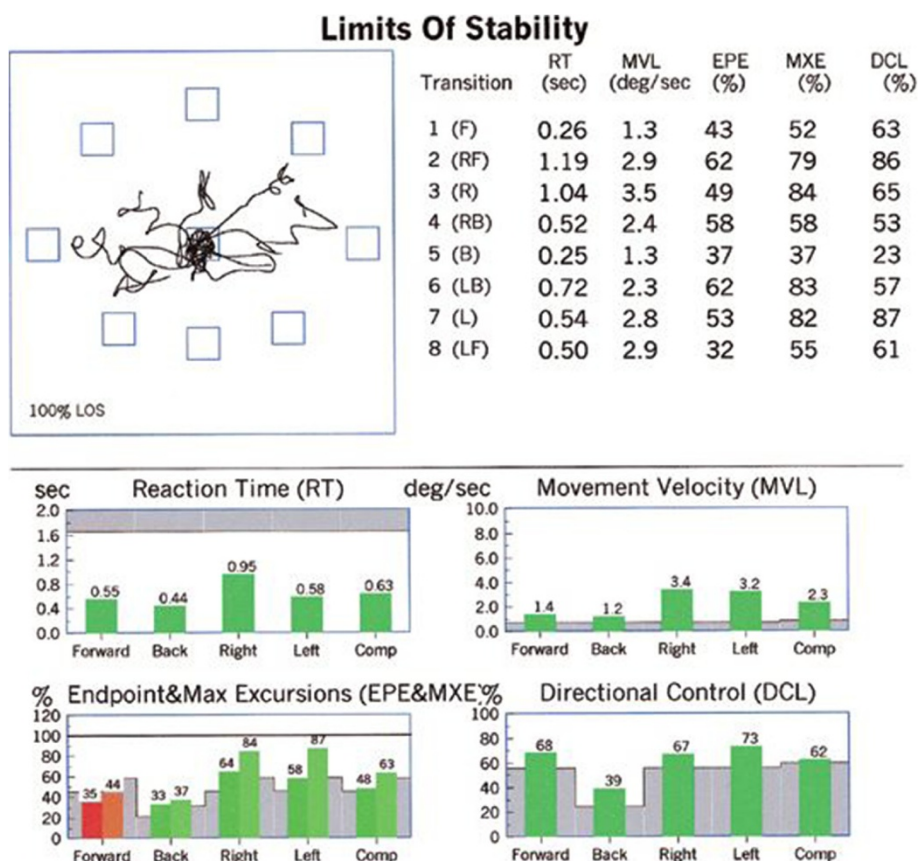 Limits Of Stability
Transition RT (sec) MVL (deg/sec EPE (%) MXE (%) DCL (%)
1 (F) 0.26 1.3 43 52 63
2 (RF) 1.19 2.9 62 79 86
3 (R) 1.04 3.5 49 84 65
4 (RB) 0.52 2.4 58 58 53
5 (B) 0.25 1.3 37 37 23
6 (LB) 0.72 2.3 62 83 57
7 (L) 0.54 2.8 53 82 87
8 (LF) 0.50 2.9 32 55 61
100% LOS
sec Reaction Time (RT)
2.0
1.6
1.2
0.8
0.4
0.0
0.55 0.44 0.95 0.58 0.63
Forward Back Right Left Comp
deg/sec Movement Velocity (MVL)
10.0
8.0
6.0
4.0
2.0
0.0
1.4 1.2 3.4 3.2 2.3
Forward Back Right Left Comp
% Endpoint&Max Excursions (EPE&MXE)
120
100
80
60
40
20
0
35 44 33 37 64 84 58 87 48 63
Forward Back Right Left Comp
% Directional Control (DCL)
100
80
60
40
20
0
68 39 67 73 62
Forward Back Right Left Comp